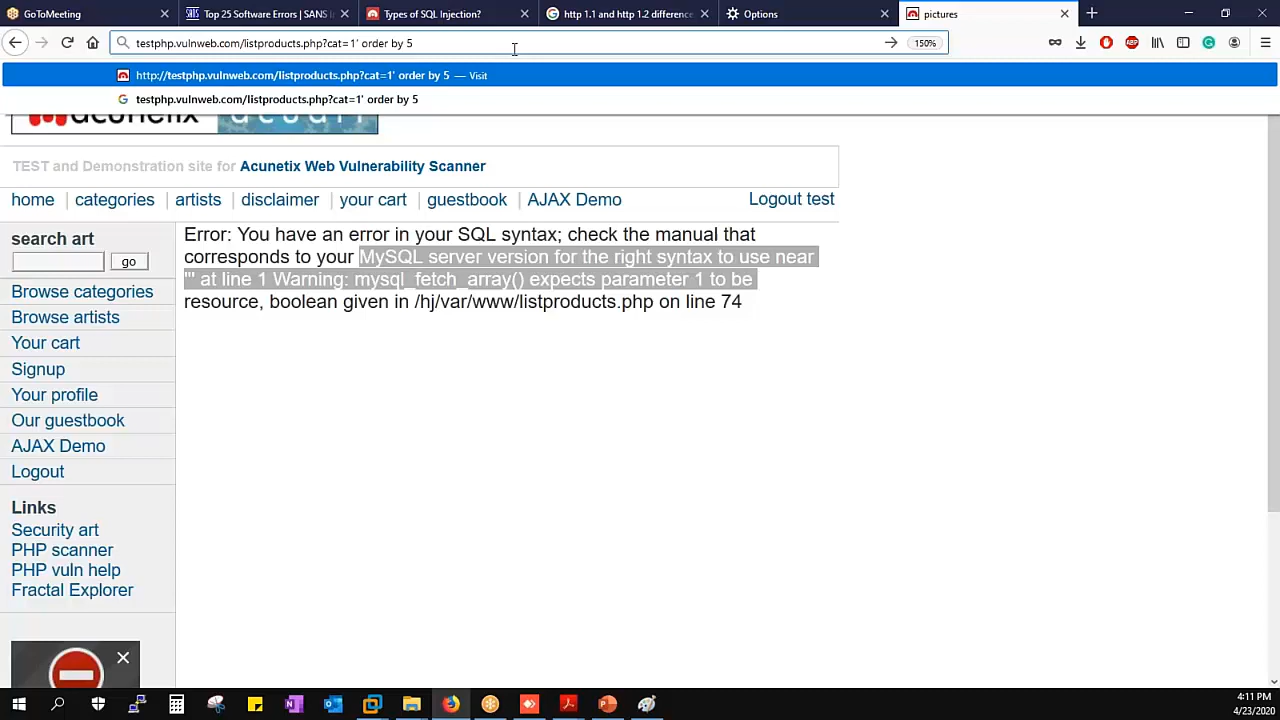 GoToMeeting
Top 25 Software Errors | SANS I
Types of SQL Injection?
http 1.1 and http 1.2 difference
Options
pictures
testphp.vulnweb.com/listproducts.php?cat=1' order by 5
150%
http://testphp.vulnweb.com/listproducts.php?cat=1' order by 5 — Visit
testphp.vulnweb.com/listproducts.php?cat=1' order by 5
TEST and Demonstration site for Acunetix Web Vulnerability Scanner
home | categories | artists | disclaimer | your cart | guestbook | AJAX Demo
Logout test
search art
go
Browse categories
Browse artists
Your cart
Signup
Your profile
Our guestbook
AJAX Demo
Logout
Links
Security art
PHP scanner
PHP vuln help
Fractal Explorer
Error: You have an error in your SQL syntax; check the manual that
corresponds to your MySQL server version for the right syntax to use near
''' at line 1 Warning: mysql_fetch_array() expects parameter 1 to be
resource, boolean given in /hj/var/www/listproducts.php on line 74
4:11 PM
4/23/2020